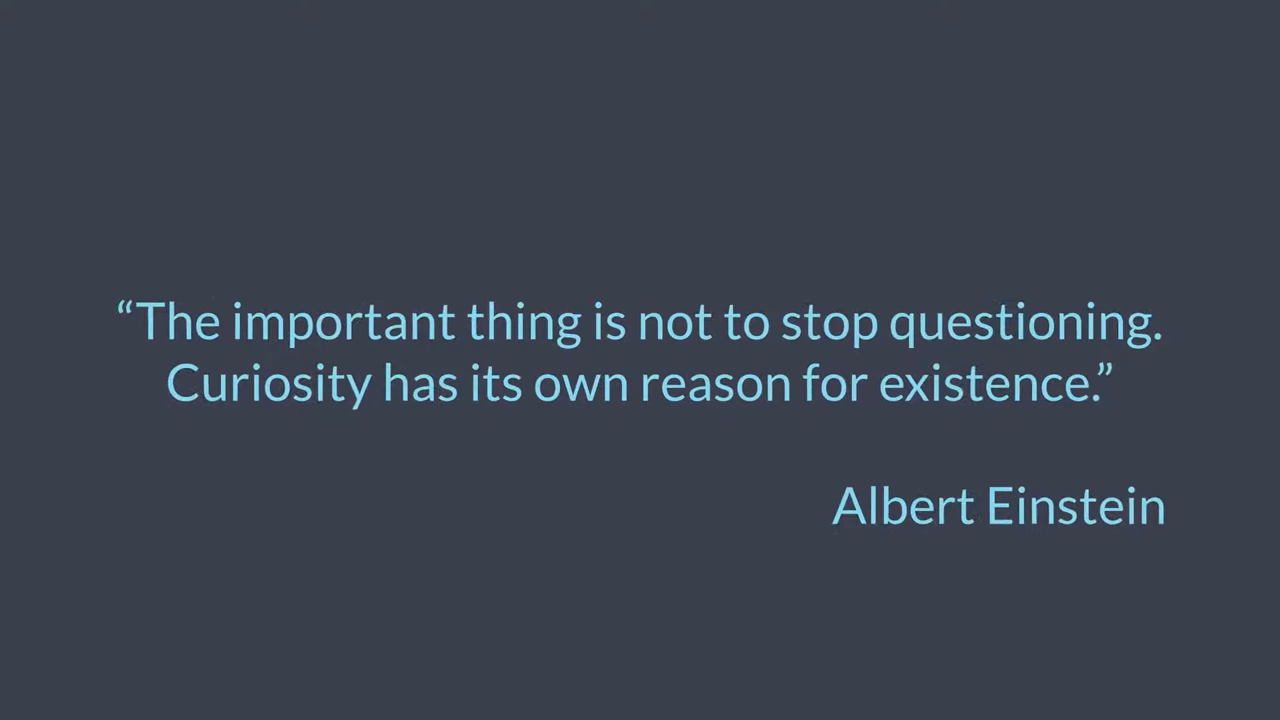 “The important thing is not to stop questioning.
Curiosity has its own reason for existence.”
Albert Einstein